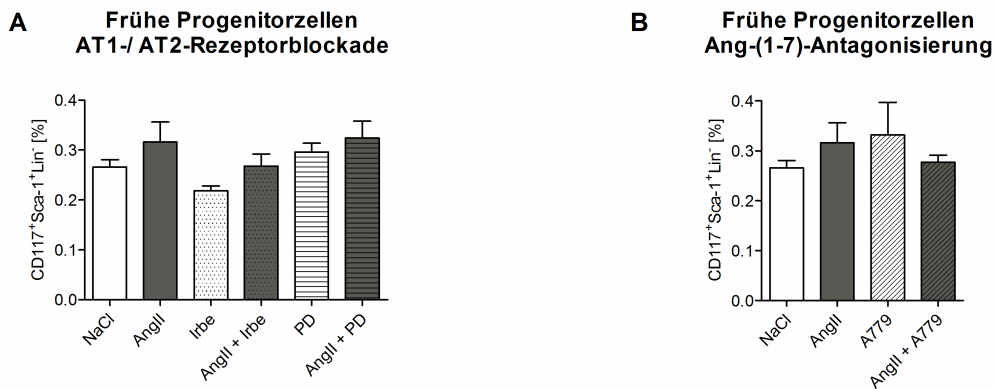 A
Frühe Progenitorzellen
AT1-/ AT2-Rezeptorblockade
CD117⁺Sca-1⁺Lin⁻ [%]
0.4
0.3
0.2
0.1
0.0
NaCl
AngII
Irbe
AngII + Irbe
PD
AngII + PD
B
Frühe Progenitorzellen
Ang-(1-7)-Antagonisierung
CD117⁺Sca-1⁺Lin⁻ [%]
0.4
0.3
0.2
0.1
0.0
NaCl
AngII
A779
AngII + A779